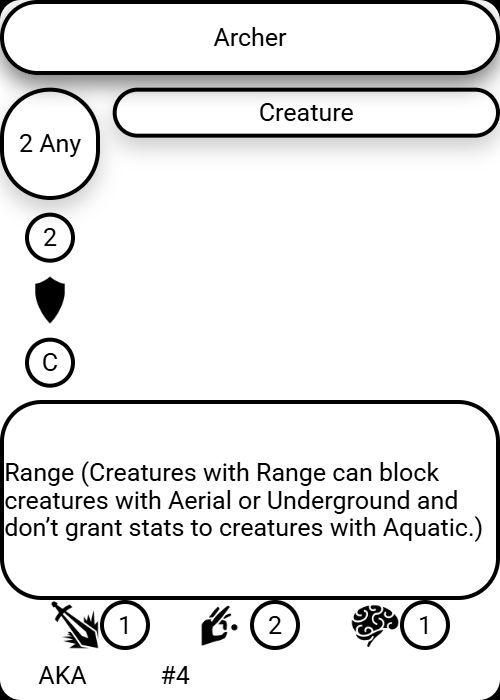 Archer
Creature
2 Any
2
C
Range (Creatures with Range can block
creatures with Aerial or Underground and
don’t grant stats to creatures with Aquatic.)
1 2 1
AKA #4